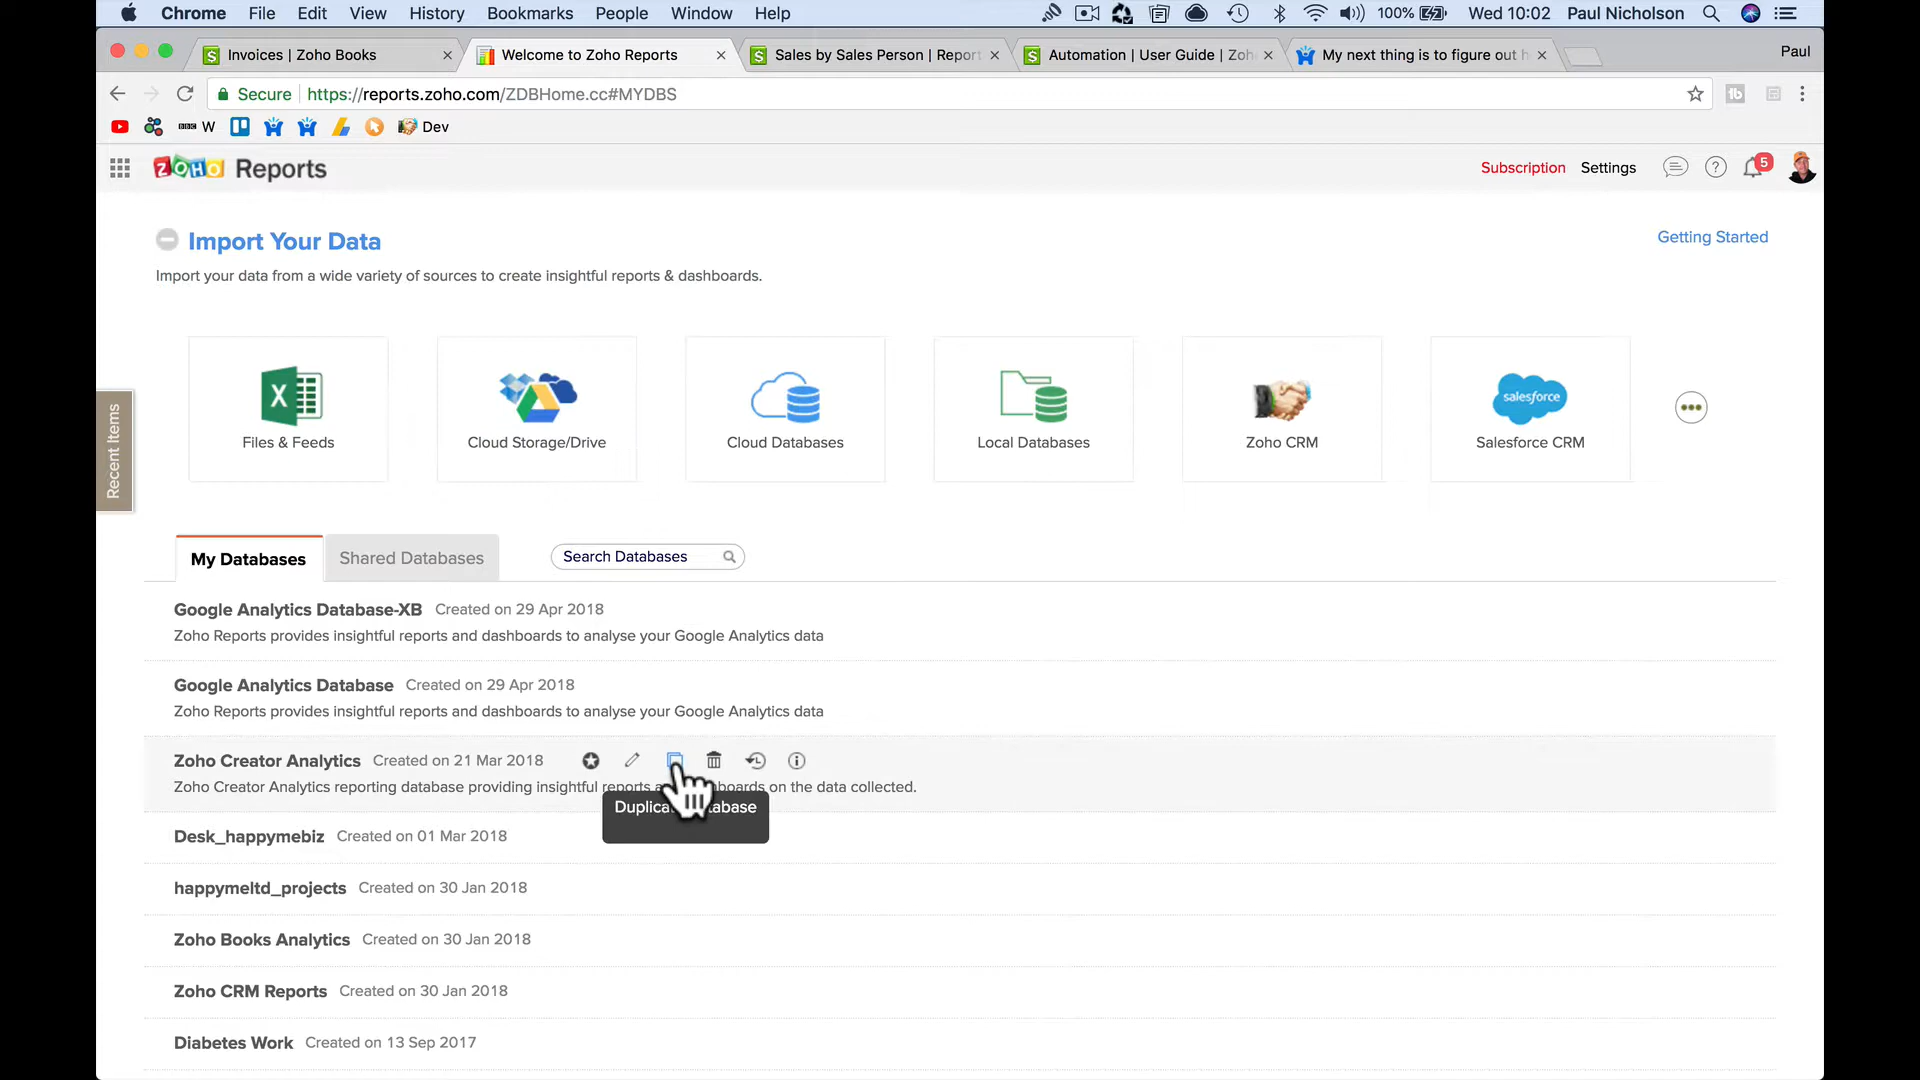 Chrome File Edit View History Bookmarks People Window Help 100% Wed 10:02 Paul Nicholson
Invoices | Zoho Books Welcome to Zoho Reports Sales by Sales Person | Report Automation | User Guide | Zoh My next thing is to figure out h Paul
Secure https://reports.zoho.com/ZDBHome.cc#MYDBS
BBC W Dev
ZOHO Reports Subscription Settings 5
Import Your Data Getting Started
Import your data from a wide variety of sources to create insightful reports & dashboards.
salesforce
Files & Feeds Cloud Storage/Drive Cloud Databases Local Databases Zoho CRM Salesforce CRM
Recent Items
My Databases Shared Databases Search Databases
Google Analytics Database-XB Created on 29 Apr 2018
Zoho Reports provides insightful reports and dashboards to analyse your Google Analytics data
Google Analytics Database Created on 29 Apr 2018
Zoho Reports provides insightful reports and dashboards to analyse your Google Analytics data
Zoho Creator Analytics Created on 21 Mar 2018
Zoho Creator Analytics reporting database providing insightful reports on the data collected.
Desk_happymebiz Created on 01 Mar 2018
happymeltd_projects Created on 30 Jan 2018
Zoho Books Analytics Created on 30 Jan 2018
Zoho CRM Reports Created on 30 Jan 2018
Diabetes Work Created on 13 Sep 2017